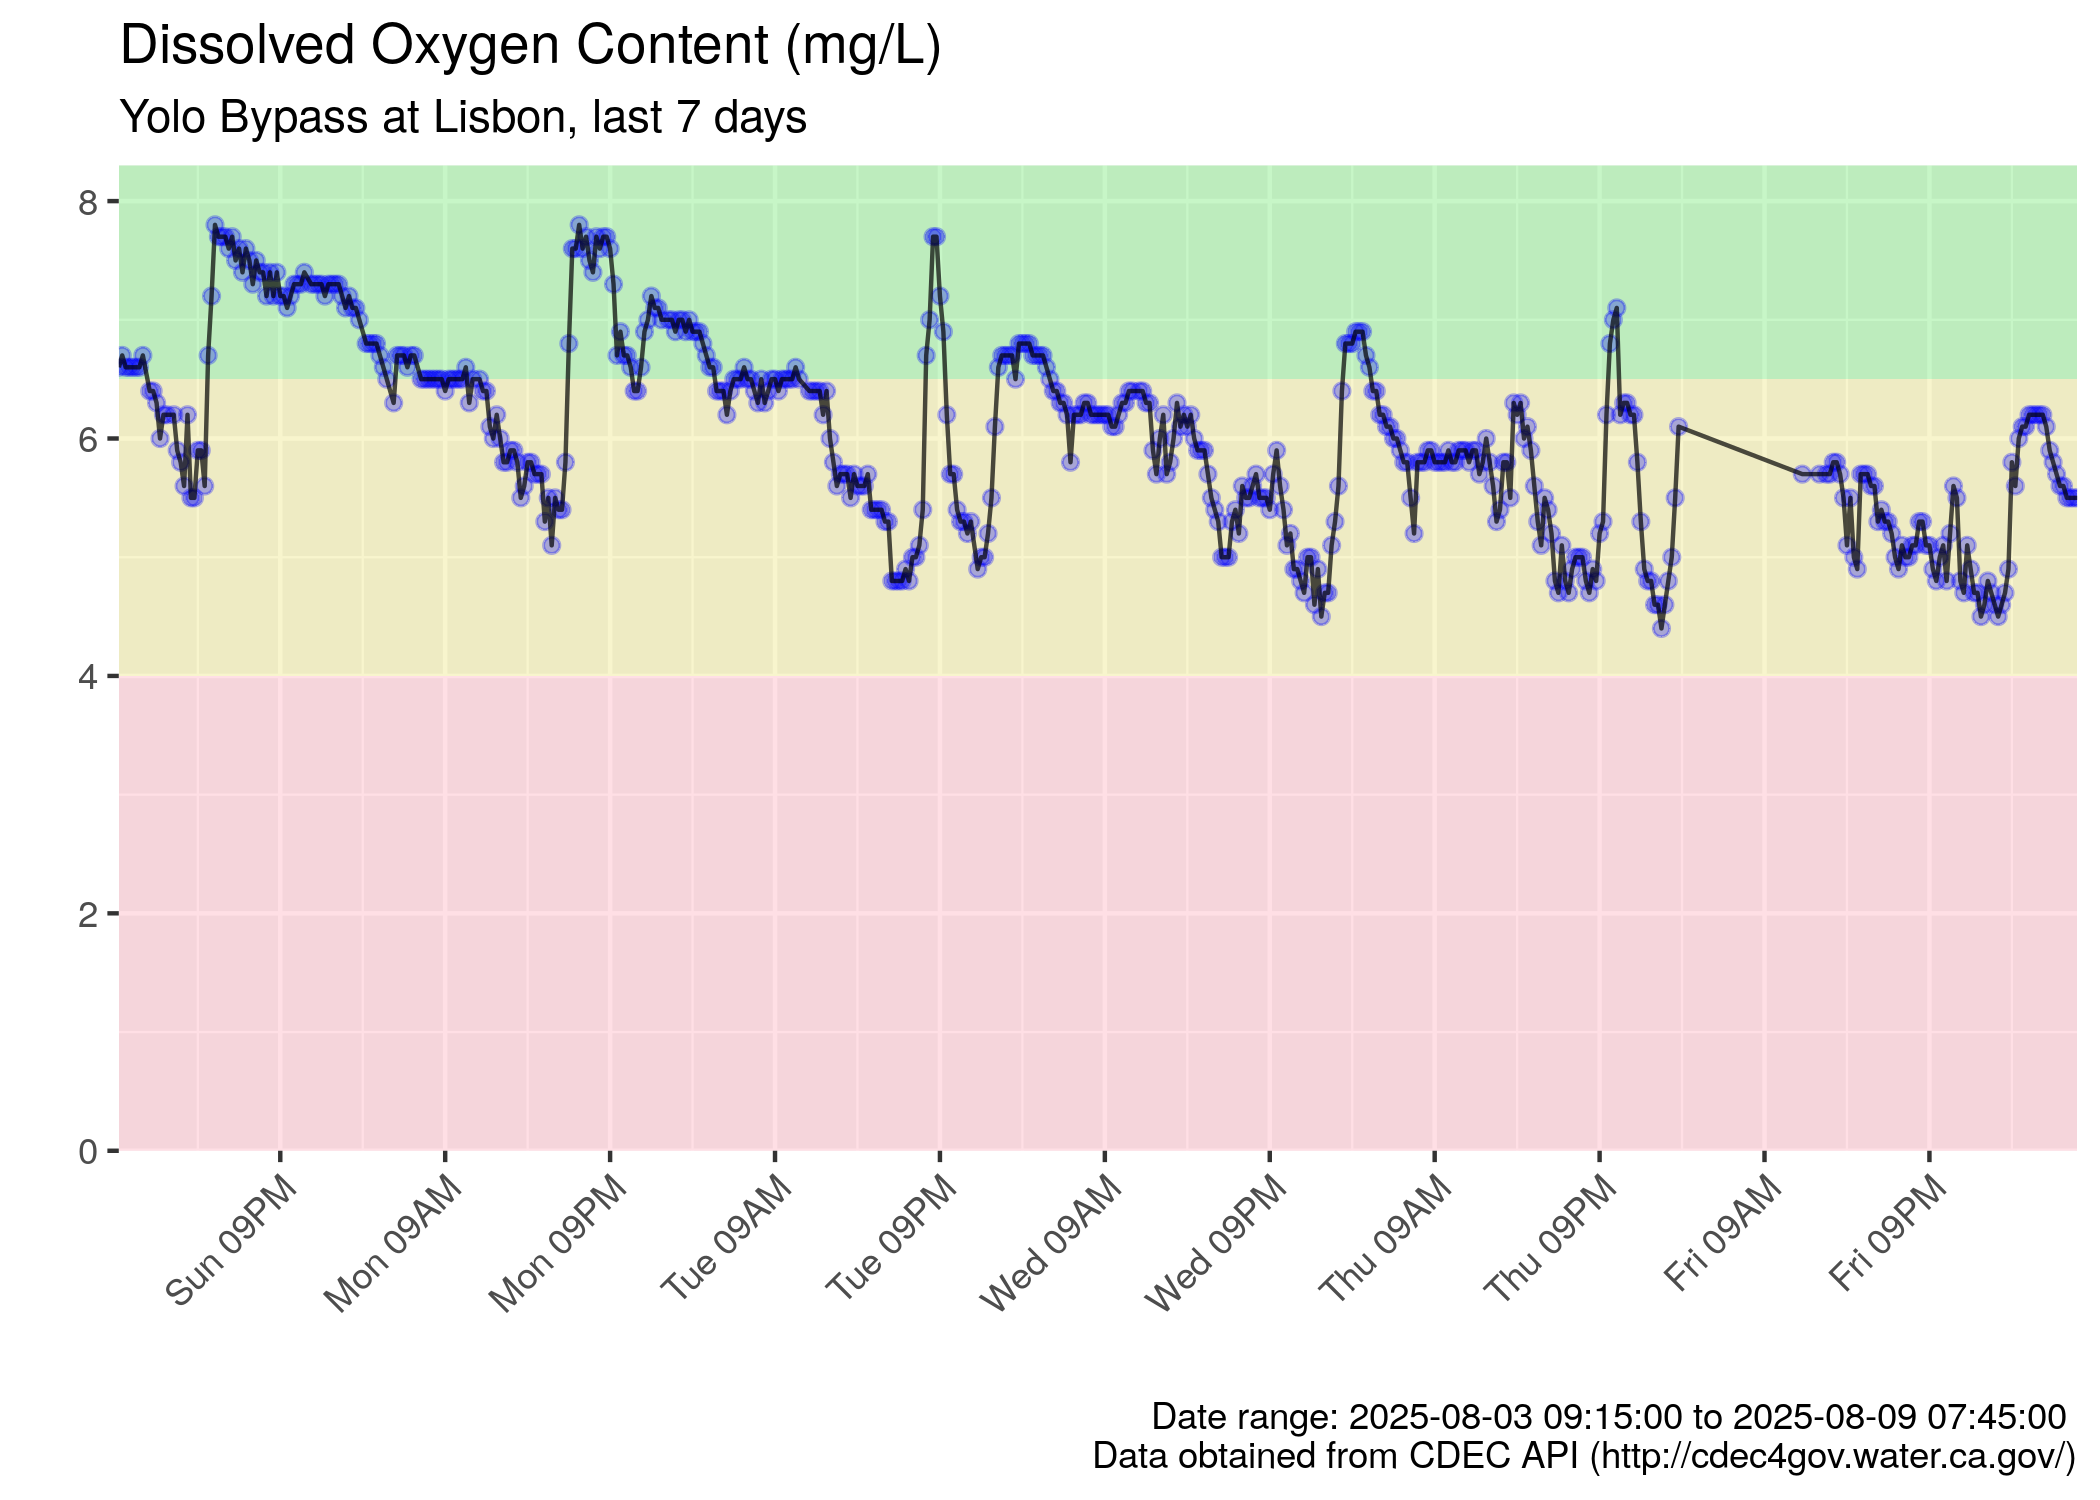 Dissolved Oxygen Content (mg/L)
Yolo Bypass at Lisbon, last 7 days
8
6
4
2
0
Sun 09PM
Mon 09AM
Mon 09PM
Tue 09AM
Tue 09PM
Wed 09AM
Wed 09PM
Thu 09AM
Thu 09PM
Fri 09AM
Fri 09PM
Date range: 2025-08-03 09:15:00 to 2025-08-09 07:45:00
Data obtained from CDEC API (http://cdec4gov.water.ca.gov/)